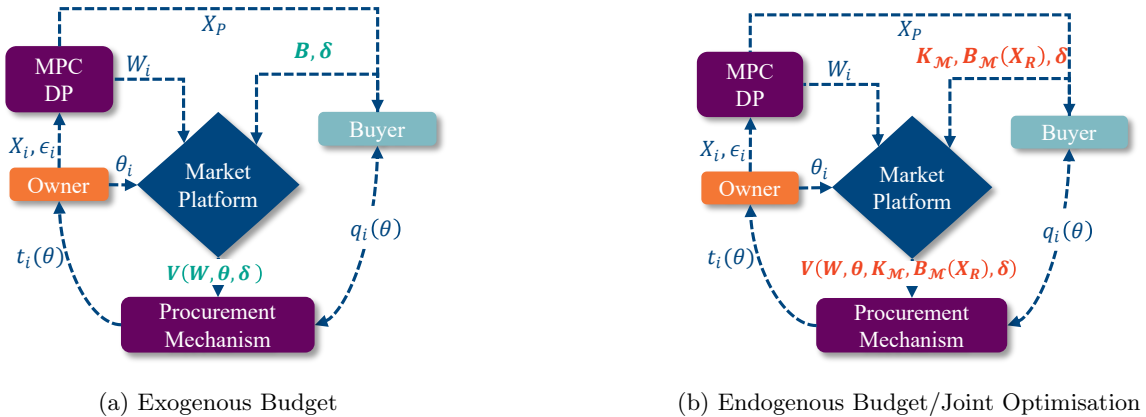 X_P
B, δ
MPC
DP
W_i
Buyer
X_i, ϵ_i
θ_i
Market
Platform
Owner
q_i(θ)
t_i(θ)
V(W, θ, δ)
Procurement
Mechanism
(a) Exogenous Budget
X_P
K_ℳ, B_ℳ(X_R), δ
MPC
DP
W_i
Buyer
X_i, ϵ_i
θ_i
Market
Platform
Owner
q_i(θ)
t_i(θ)
V(W, θ, K_ℳ, B_ℳ(X_R), δ)
Procurement
Mechanism
(b) Endogenous Budget/Joint Optimisation